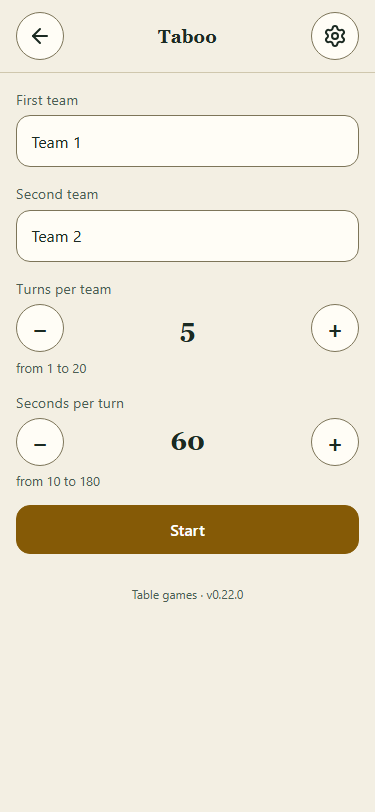 Taboo
First team
Team 1
Second team
Team 2
Turns per team
− 5 +
from 1 to 20
Seconds per turn
− 60 +
from 10 to 180
Start
Table games · v0.22.0